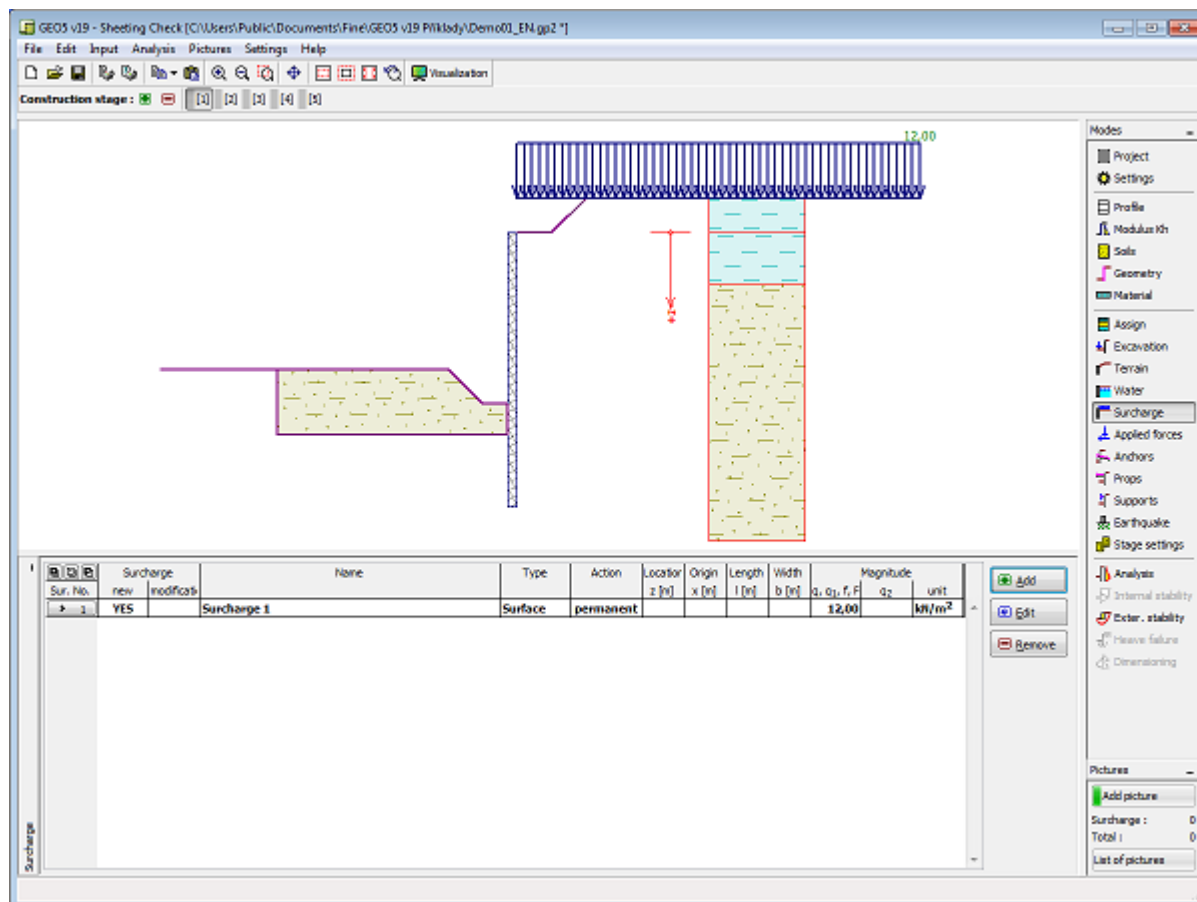 GEO5 v19 - Sheeting Check [C:\Users\Public\Documents\Fine\GEO5 v19 Příklady\Demo01_EN.gp2 *]
File Edit Input Analysis Pictures Settings Help
Visualization
Construction stage : [1] [2] [3] [4] [5]
12,00
Modes
Project
Settings
Profile
Modulus Kh
Soils
Geometry
Material
Assign
Excavation
Terrain
Water
Surcharge
Applied forces
Anchors
Props
Supports
Earthquake
Stage settings
Analysis
Internal stability
Exter. stability
Heave failure
Dimensioning
Surcharge Name Type Action Location Origin Length Width Magnitude
Sur. No. new modificati z [m] x [m] l [m] b [m] q, q1, f, F q2 unit
1 YES Surcharge 1 Surface permanent 12,00 kN/m²
Add
Edit
Remove
Surcharge
Pictures
Add picture
Surcharge : 0
Total : 0
List of pictures